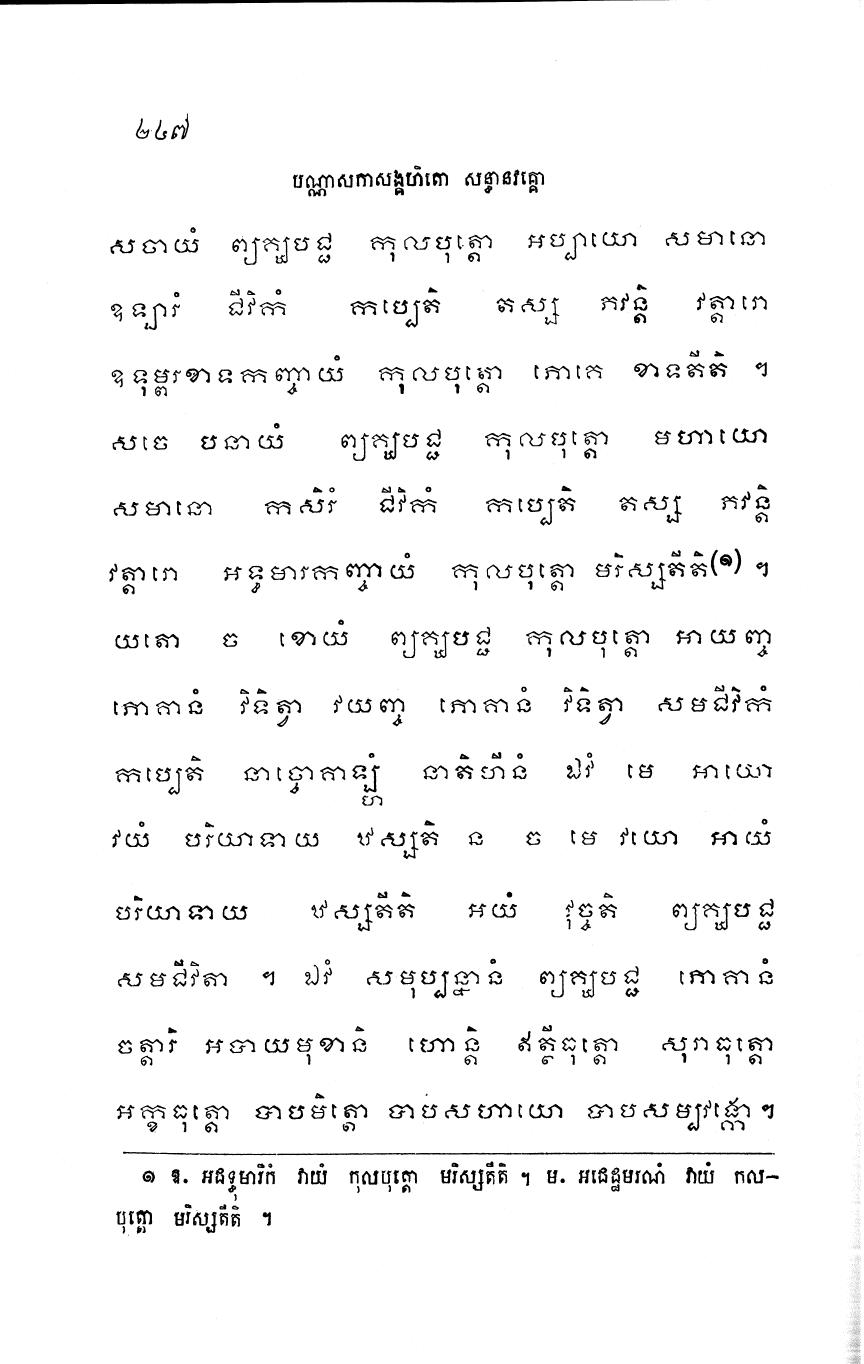 ២៤៧
បណ្ណាសកាសង្គហិតោ សន្ធានវគ្គោ
សចាយំ ព្យគ្ឃបជ្ជ កុលបុត្តោ អប្បាយោ សមានោ
ឧឡារំ ជីវិកំ កប្បេតិ តស្ស ភវន្តិ វត្តារោ
ឧទុម្ពរខាទកញ្ចាយំ កុលបុត្តោ ភោគេ ខាទតីតិ ។
សចេ បនាយំ ព្យគ្ឃបជ្ជ កុលបុត្តោ មហាយោ
សមានោ កសិរំ ជីវិកំ កប្បេតិ តស្ស ភវន្តិ
វត្តារោ អទ្ធមារកញ្ចាយំ កុលបុត្តោ មរិស្សតីតិ(១) ។
យតោ ច ខោយំ ព្យគ្ឃបជ្ជ កុលបុត្តោ អាយញ្ច
ភោគានំ វិទិត្វា វយញ្ច ភោគានំ វិទិត្វា សមជីវិកំ
កប្បេតិ នាច្ចោគាឡ្ហំ នាតិហីនំ ឯវំ មេ អាយោ
វយំ បរិយាទាយ ឋស្សតិ ន ច មេ វយោ អាយំ
បរិយាទាយ ឋស្សតីតិ អយំ វុច្ចតិ ព្យគ្ឃបជ្ជ
សមជីវិតា ។ ឯវំ សមុប្បន្នានំ ព្យគ្ឃបជ្ជ ភោគានំ
ចត្តារិ អបាយមុខានិ ហោន្តិ ឥត្ថីធុត្តោ សុរាធុត្តោ
អក្ខធុត្តោ បាបមិត្តោ បាបសហាយោ បាបសម្បវង្កោ ។
១ ឱ. អជទ្ធុមារិកំ វាយំ កុលបុត្តោ មរិស្សតីតិ ។ ម. អជេដ្ឋមរណំ វាយំ កល-
បុត្តោ មរិស្សតីតិ ។